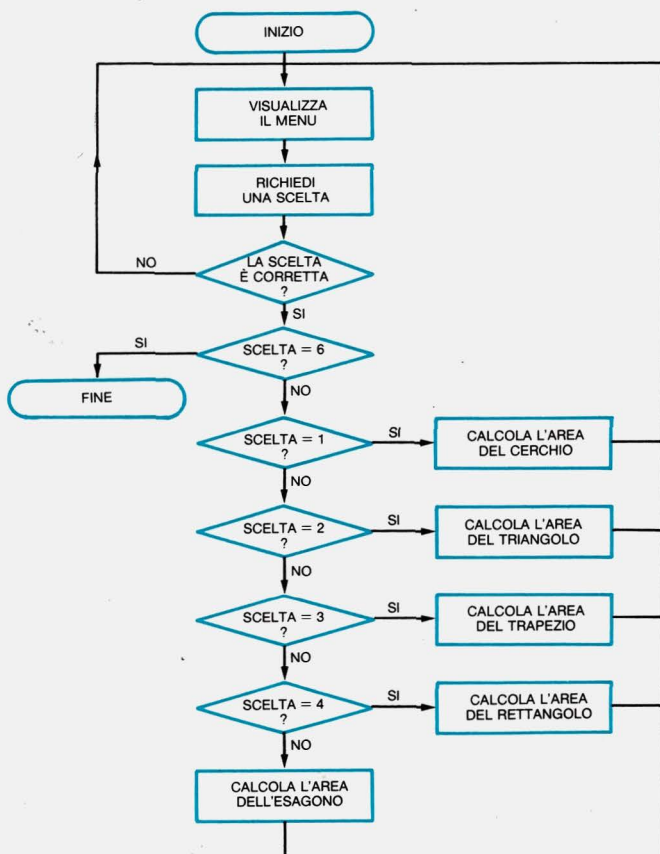 INIZIO
VISUALIZZA
IL MENU
RICHIEDI
UNA SCELTA
LA SCELTA
È CORRETTA
?
NO
SI
SCELTA = 6
?
SI
FINE
NO
SCELTA = 1
?
SI
CALCOLA L'AREA
DEL CERCHIO
NO
SCELTA = 2
?
SI
CALCOLA L'AREA
DEL TRIANGOLO
NO
SCELTA = 3
?
SI
CALCOLA L'AREA
DEL TRAPEZIO
NO
SCELTA = 4
?
SI
CALCOLA L'AREA
DEL RETTANGOLO
NO
CALCOLA L'AREA
DELL'ESAGONO